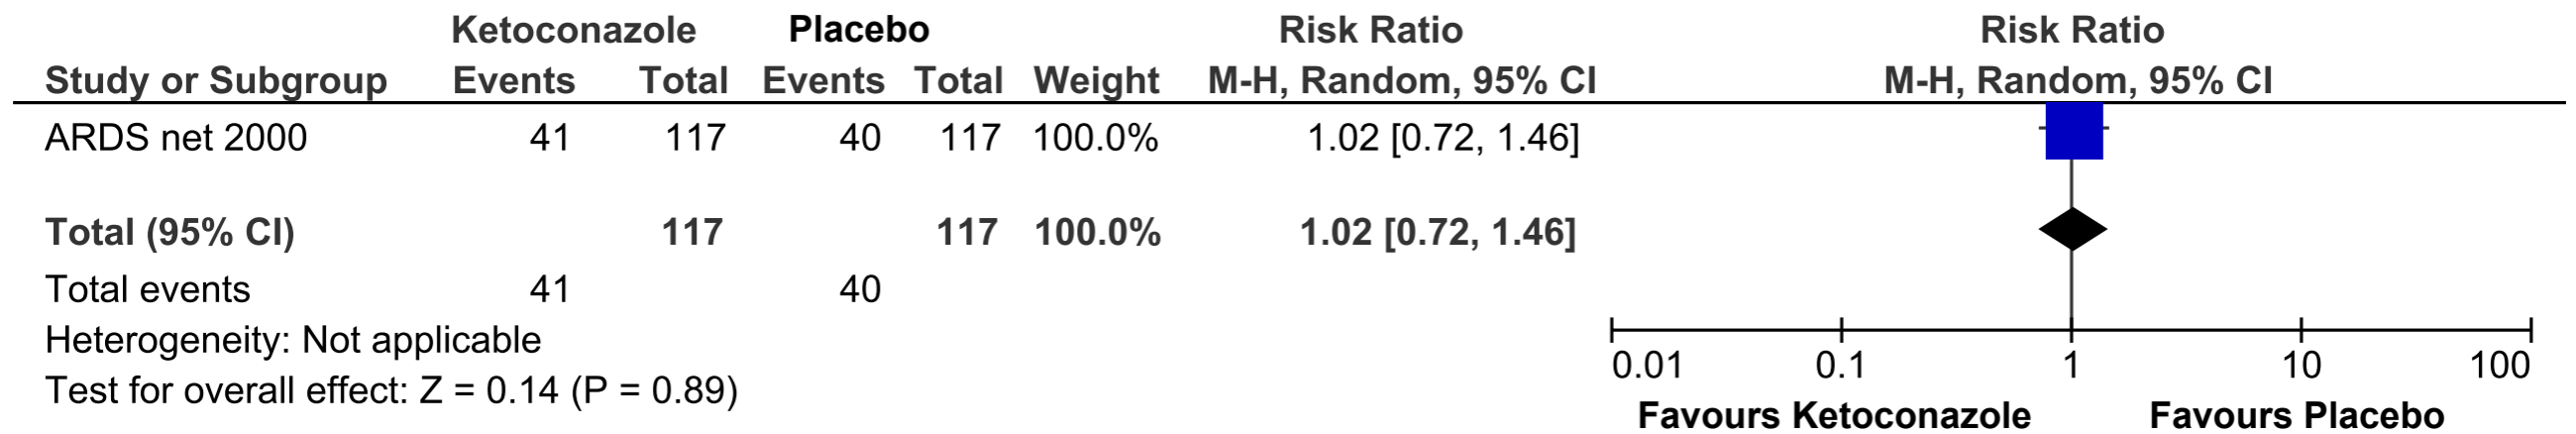 Ketoconazole Placebo Risk Ratio Risk Ratio
Study or Subgroup Events Total Events Total Weight M-H, Random, 95% CI M-H, Random, 95% CI
ARDS net 2000 41 117 40 117 100.0% 1.02 [0.72, 1.46]
Total (95% CI) 117 117 100.0% 1.02 [0.72, 1.46]
Total events 41 40
Heterogeneity: Not applicable
Test for overall effect: Z = 0.14 (P = 0.89)
0.01 0.1 1 10 100
Favours Ketoconazole Favours Placebo